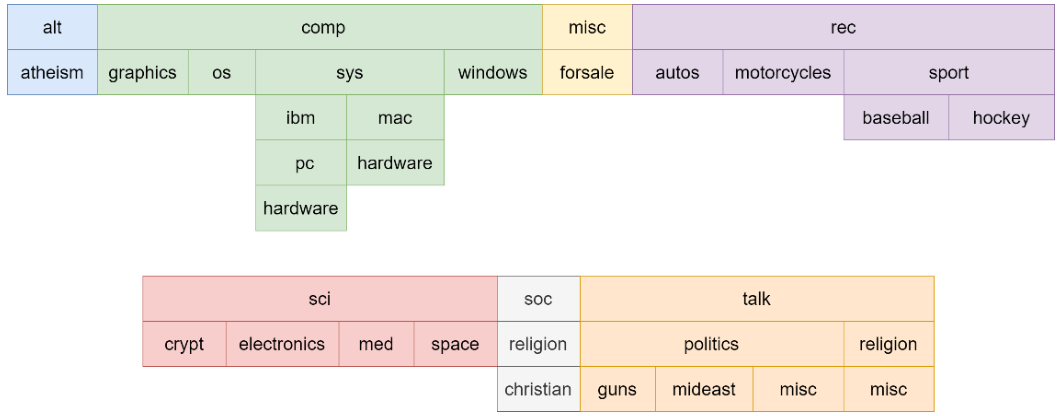 alt comp misc rec
atheism graphics os sys windows forsale autos motorcycles sport
ibm mac baseball hockey
pc hardware
hardware
sci soc talk
crypt electronics med space religion politics religion
christian guns mideast misc misc